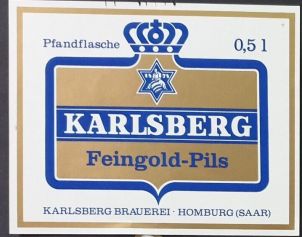 Pfandflasche 0,5 l
KARLSBERG
Feingold-Pils
KARLSBERG BRAUEREI · HOMBURG (SAAR)